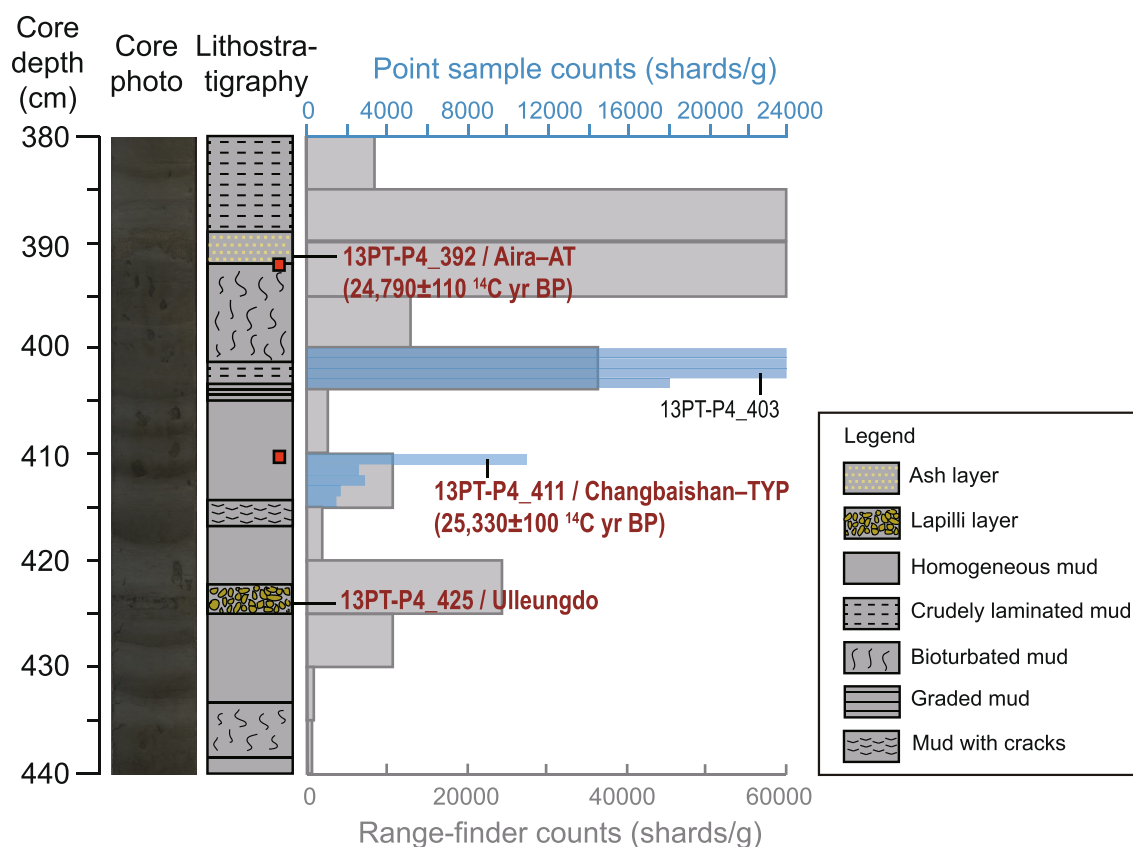 Core
depth
(cm)
Core
photo
Lithostra-
tigraphy
Point sample counts (shards/g)
0 4000 8000 12000 16000 20000 24000
380
390
400
410
420
430
440
13PT-P4_392 / Aira–AT
(24,790±110 ¹⁴C yr BP)
13PT-P4_403
13PT-P4_411 / Changbaishan–TYP
(25,330±100 ¹⁴C yr BP)
13PT-P4_425 / Ulleungdo
0 20000 40000 60000
Range-finder counts (shards/g)
Legend
Ash layer
Lapilli layer
Homogeneous mud
Crudely laminated mud
Bioturbated mud
Graded mud
Mud with cracks